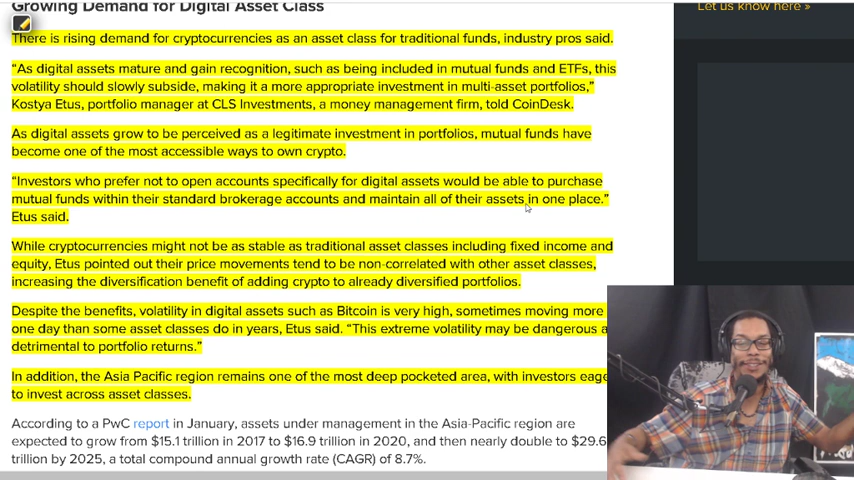 Growing Demand for Digital Asset Class
Let us know here »
There is rising demand for cryptocurrencies as an asset class for traditional funds, industry pros said.
“As digital assets mature and gain recognition, such as being included in mutual funds and ETFs, this
volatility should slowly subside, making it a more appropriate investment in multi-asset portfolios,”
Kostya Etus, portfolio manager at CLS Investments, a money management firm, told CoinDesk.
As digital assets grow to be perceived as a legitimate investment in portfolios, mutual funds have
become one of the most accessible ways to own crypto.
“Investors who prefer not to open accounts specifically for digital assets would be able to purchase
mutual funds within their standard brokerage accounts and maintain all of their assets in one place.”
Etus said.
While cryptocurrencies might not be as stable as traditional asset classes including fixed income and
equity, Etus pointed out their price movements tend to be non-correlated with other asset classes,
increasing the diversification benefit of adding crypto to already diversified portfolios.
Despite the benefits, volatility in digital assets such as Bitcoin is very high, sometimes moving more
one day than some asset classes do in years, Etus said. “This extreme volatility may be dangerous a
detrimental to portfolio returns.”
In addition, the Asia Pacific region remains one of the most deep pocketed area, with investors eage
to invest across asset classes.
According to a PwC report in January, assets under management in the Asia-Pacific region are
expected to grow from $15.1 trillion in 2017 to $16.9 trillion in 2020, and then nearly double to $29.6
trillion by 2025, a total compound annual growth rate (CAGR) of 8.7%.